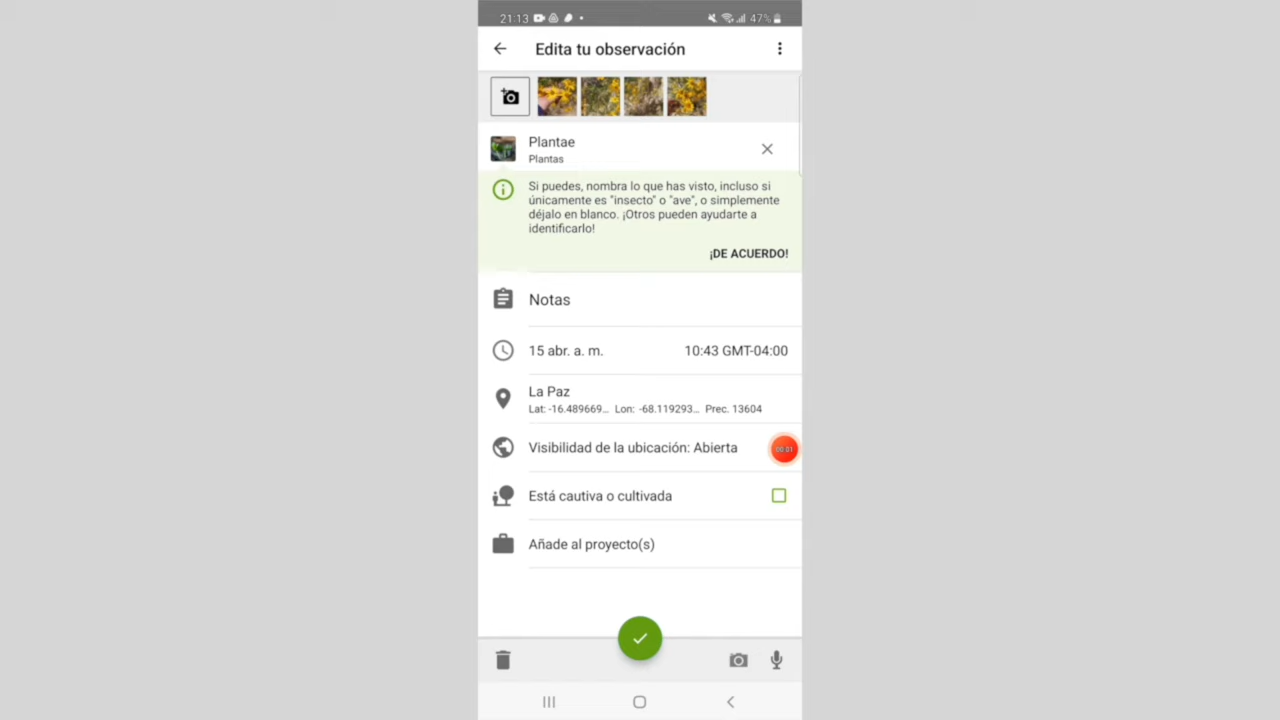 21:13
47%
Edita tu observación
Plantae
Plantas
Si puedes, nombra lo que has visto, incluso si
únicamente es "insecto" o "ave", o simplemente
déjalo en blanco. ¡Otros pueden ayudarte a
identificarlo!
¡DE ACUERDO!
Notas
15 abr. a. m.
10:43 GMT-04:00
La Paz
Lat: -16.489669... Lon: -68.119293... Prec. 13604
Visibilidad de la ubicación: Abierta
00:01
Está cautiva o cultivada
Añade al proyecto(s)